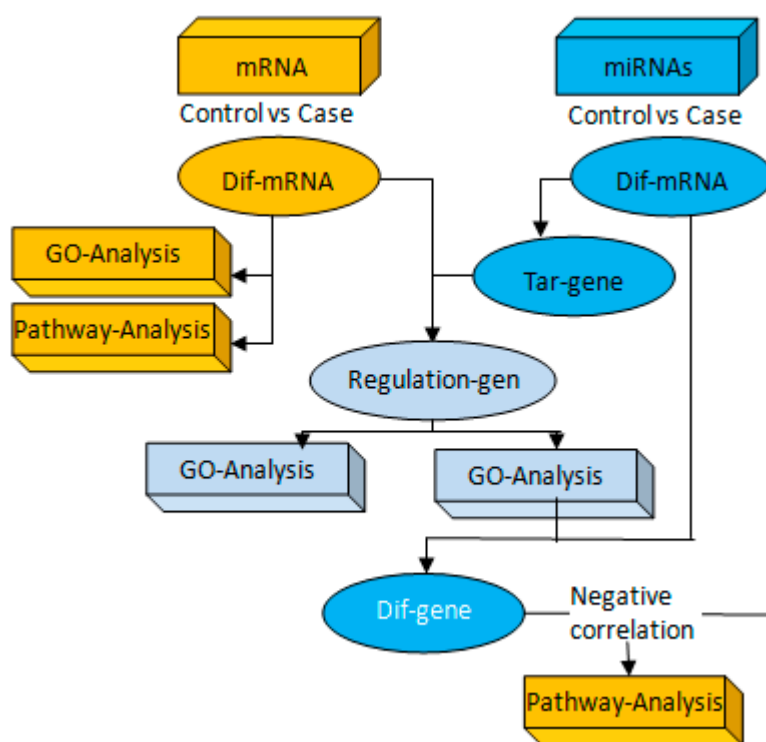 mRNA
miRNAs
Control vs Case
Control vs Case
Dif-mRNA
Dif-mRNA
GO-Analysis
Tar-gene
Pathway-Analysis
Regulation-gen
GO-Analysis
GO-Analysis
Dif-gene
Negative
correlation
Pathway-Analysis